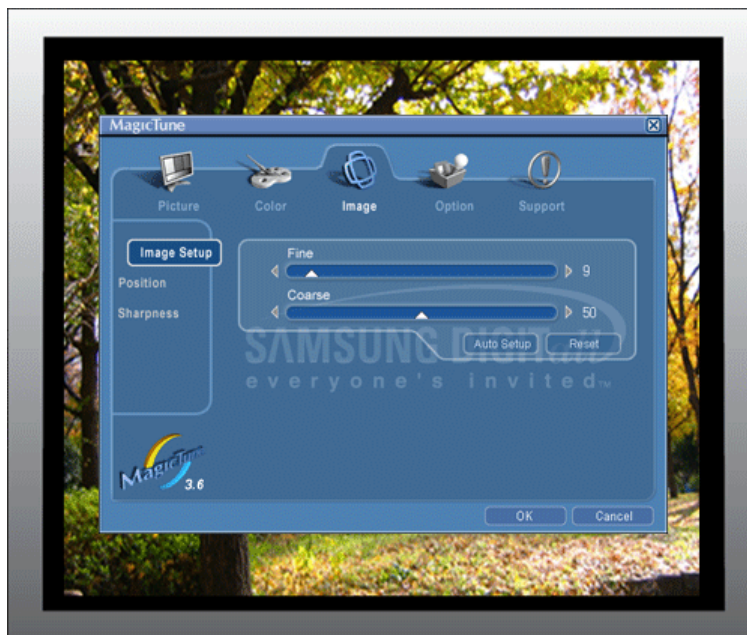 MagicTune
Picture
Color
Image
Option
Support
Image Setup
Position
Sharpness
Fine
9
Coarse
50
Auto Setup
Reset
SAMSUNG DIGITall
everyone's invited™
MagicTune
3.6
OK
Cancel